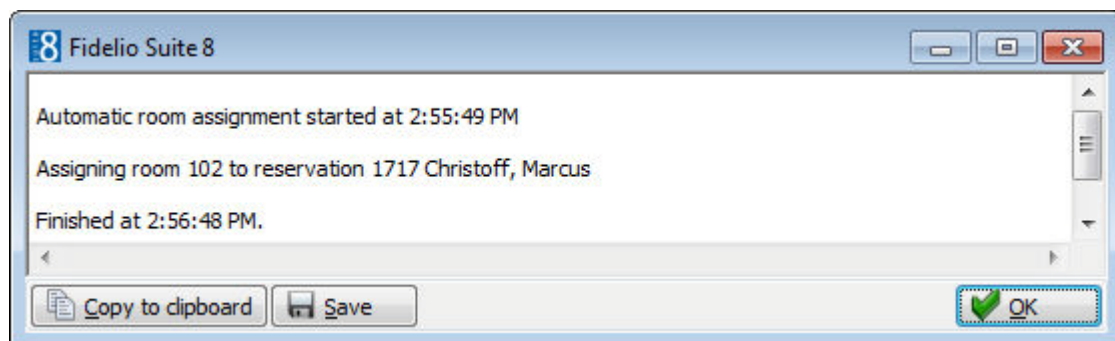 8 Fidelio Suite 8
Automatic room assignment started at 2:55:49 PM
Assigning room 102 to reservation 1717 Christoff, Marcus
Finished at 2:56:48 PM.
Copy to clipboard Save OK